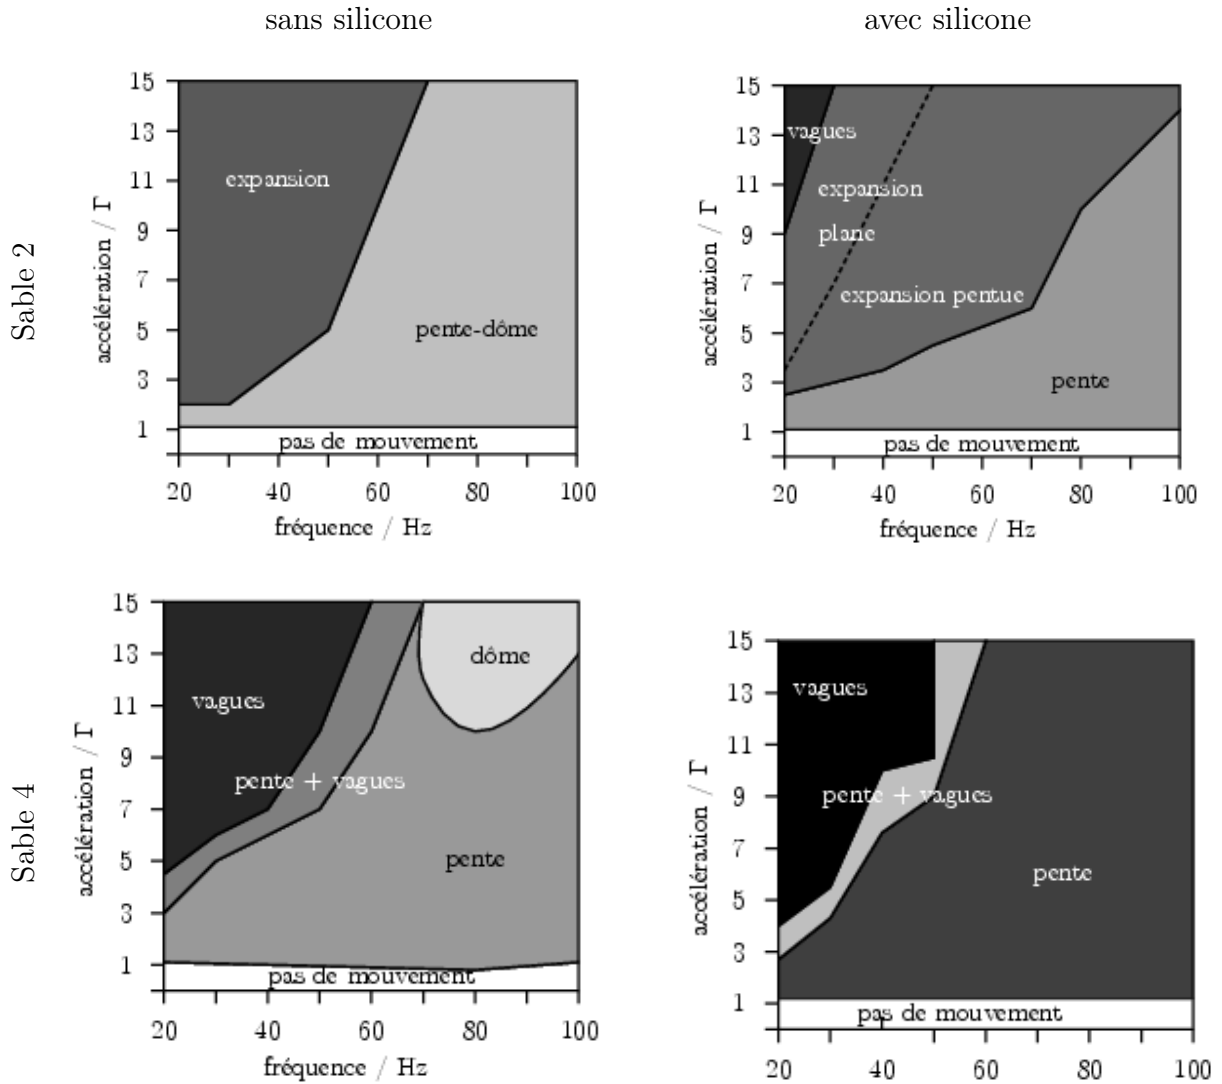 sans silicone
avec silicone
Sable 2
accélération / Γ
15
13
11
9
7
5
3
1
expansion
pente-dôme
pas de mouvement
20 40 60 80 100
fréquence / Hz
accélération / Γ
15
13
11
9
7
5
3
1
vagues
expansion
plane
expansion pentue
pente
pas de mouvement
20 40 60 80 100
fréquence / Hz
Sable 4
accélération / Γ
15
13
11
9
7
5
3
1
vagues
dôme
pente + vagues
pente
pas de mouvement
20 40 60 80 100
fréquence / Hz
accélération / Γ
15
13
11
9
7
5
3
1
vagues
pente + vagues
pente
pas de mouvement
20 40 60 80 100